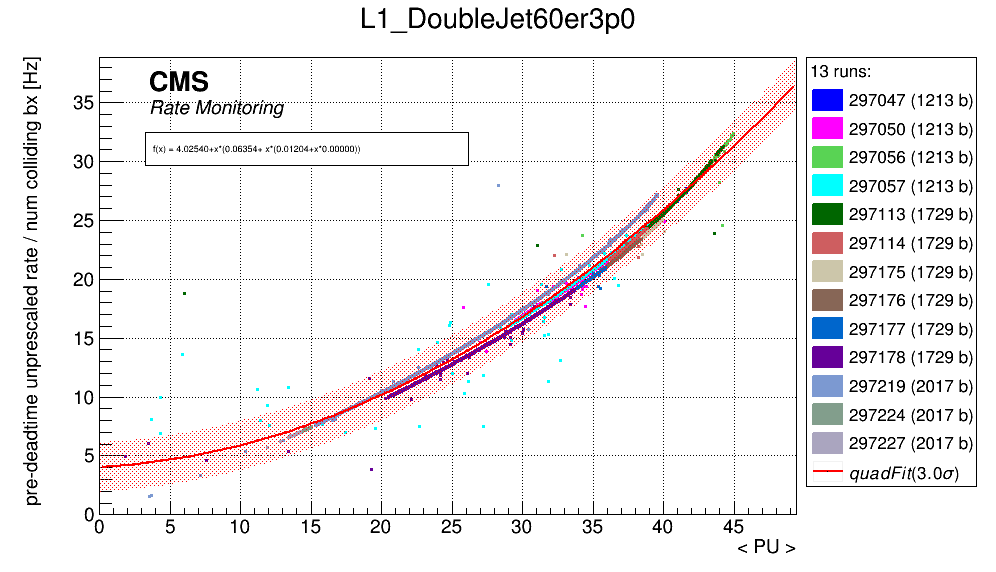 L1_DoubleJet60er3p0
pre-deadtime unprescaled rate / num colliding bx [Hz]
CMS
Rate Monitoring
f(x) = 4.02540+x*(0.06354+ x*(0.01204+x*0.00000))
35
30
25
20
15
10
5
0
0 5 10 15 20 25 30 35 40 45
< PU >
13 runs:
297047 (1213 b)
297050 (1213 b)
297056 (1213 b)
297057 (1213 b)
297113 (1729 b)
297114 (1729 b)
297175 (1729 b)
297176 (1729 b)
297177 (1729 b)
297178 (1729 b)
297219 (2017 b)
297224 (2017 b)
297227 (2017 b)
quadFit(3.0σ)